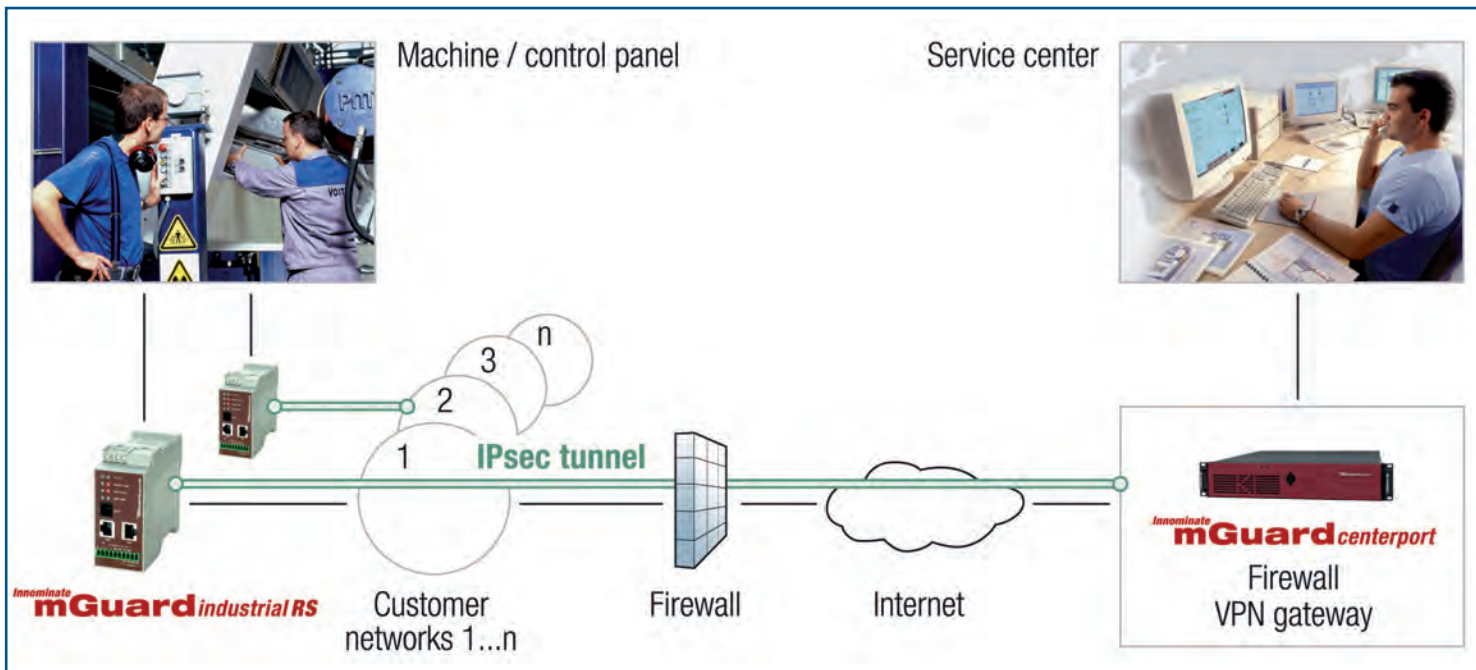 Machine / control panel
Service center
n
3
2
1
IPsec tunnel
Innominate
mGuard industrial RS
Customer
networks 1...n
Firewall
Internet
Innominate
mGuard centerport
Firewall
VPN gateway